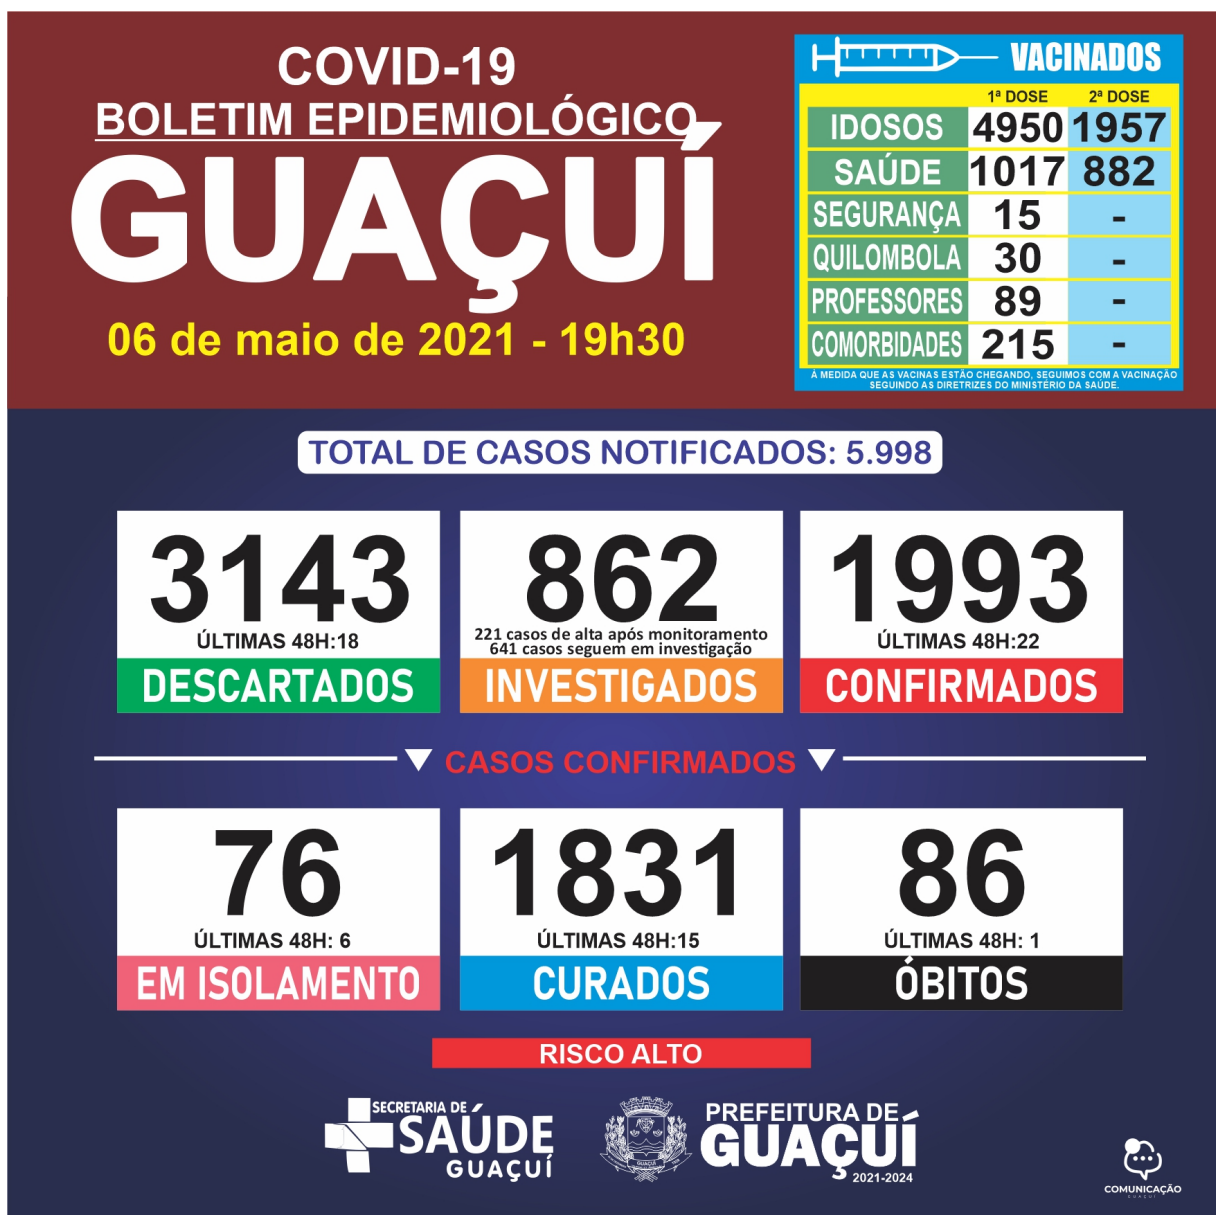 COVID-19
BOLETIM EPIDEMIOLÓGICO
GUAÇUÍ
06 de maio de 2021 - 19h30
VACINADOS
1ª DOSE 2ª DOSE
IDOSOS 4950 1957
SAÚDE 1017 882
SEGURANÇA 15 -
QUILOMBOLA 30 -
PROFESSORES 89 -
COMORBIDADES 215 -
À MEDIDA QUE AS VACINAS ESTÃO CHEGANDO, SEGUIMOS COM A VACINAÇÃO
SEGUINDO AS DIRETRIZES DO MINISTÉRIO DA SAÚDE.
TOTAL DE CASOS NOTIFICADOS: 5.998
3143
ÚLTIMAS 48H:18
DESCARTADOS
862
221 casos de alta após monitoramento
641 casos seguem em investigação
INVESTIGADOS
1993
ÚLTIMAS 48H:22
CONFIRMADOS
CASOS CONFIRMADOS
76
ÚLTIMAS 48H: 6
EM ISOLAMENTO
1831
ÚLTIMAS 48H:15
CURADOS
86
ÚLTIMAS 48H: 1
ÓBITOS
RISCO ALTO
SECRETARIA DE
SAÚDE
GUAÇUÍ
GUAÇUÍ
PREFEITURA DE
GUAÇUÍ
2021-2024
COMUNICAÇÃO
GUAÇUÍ